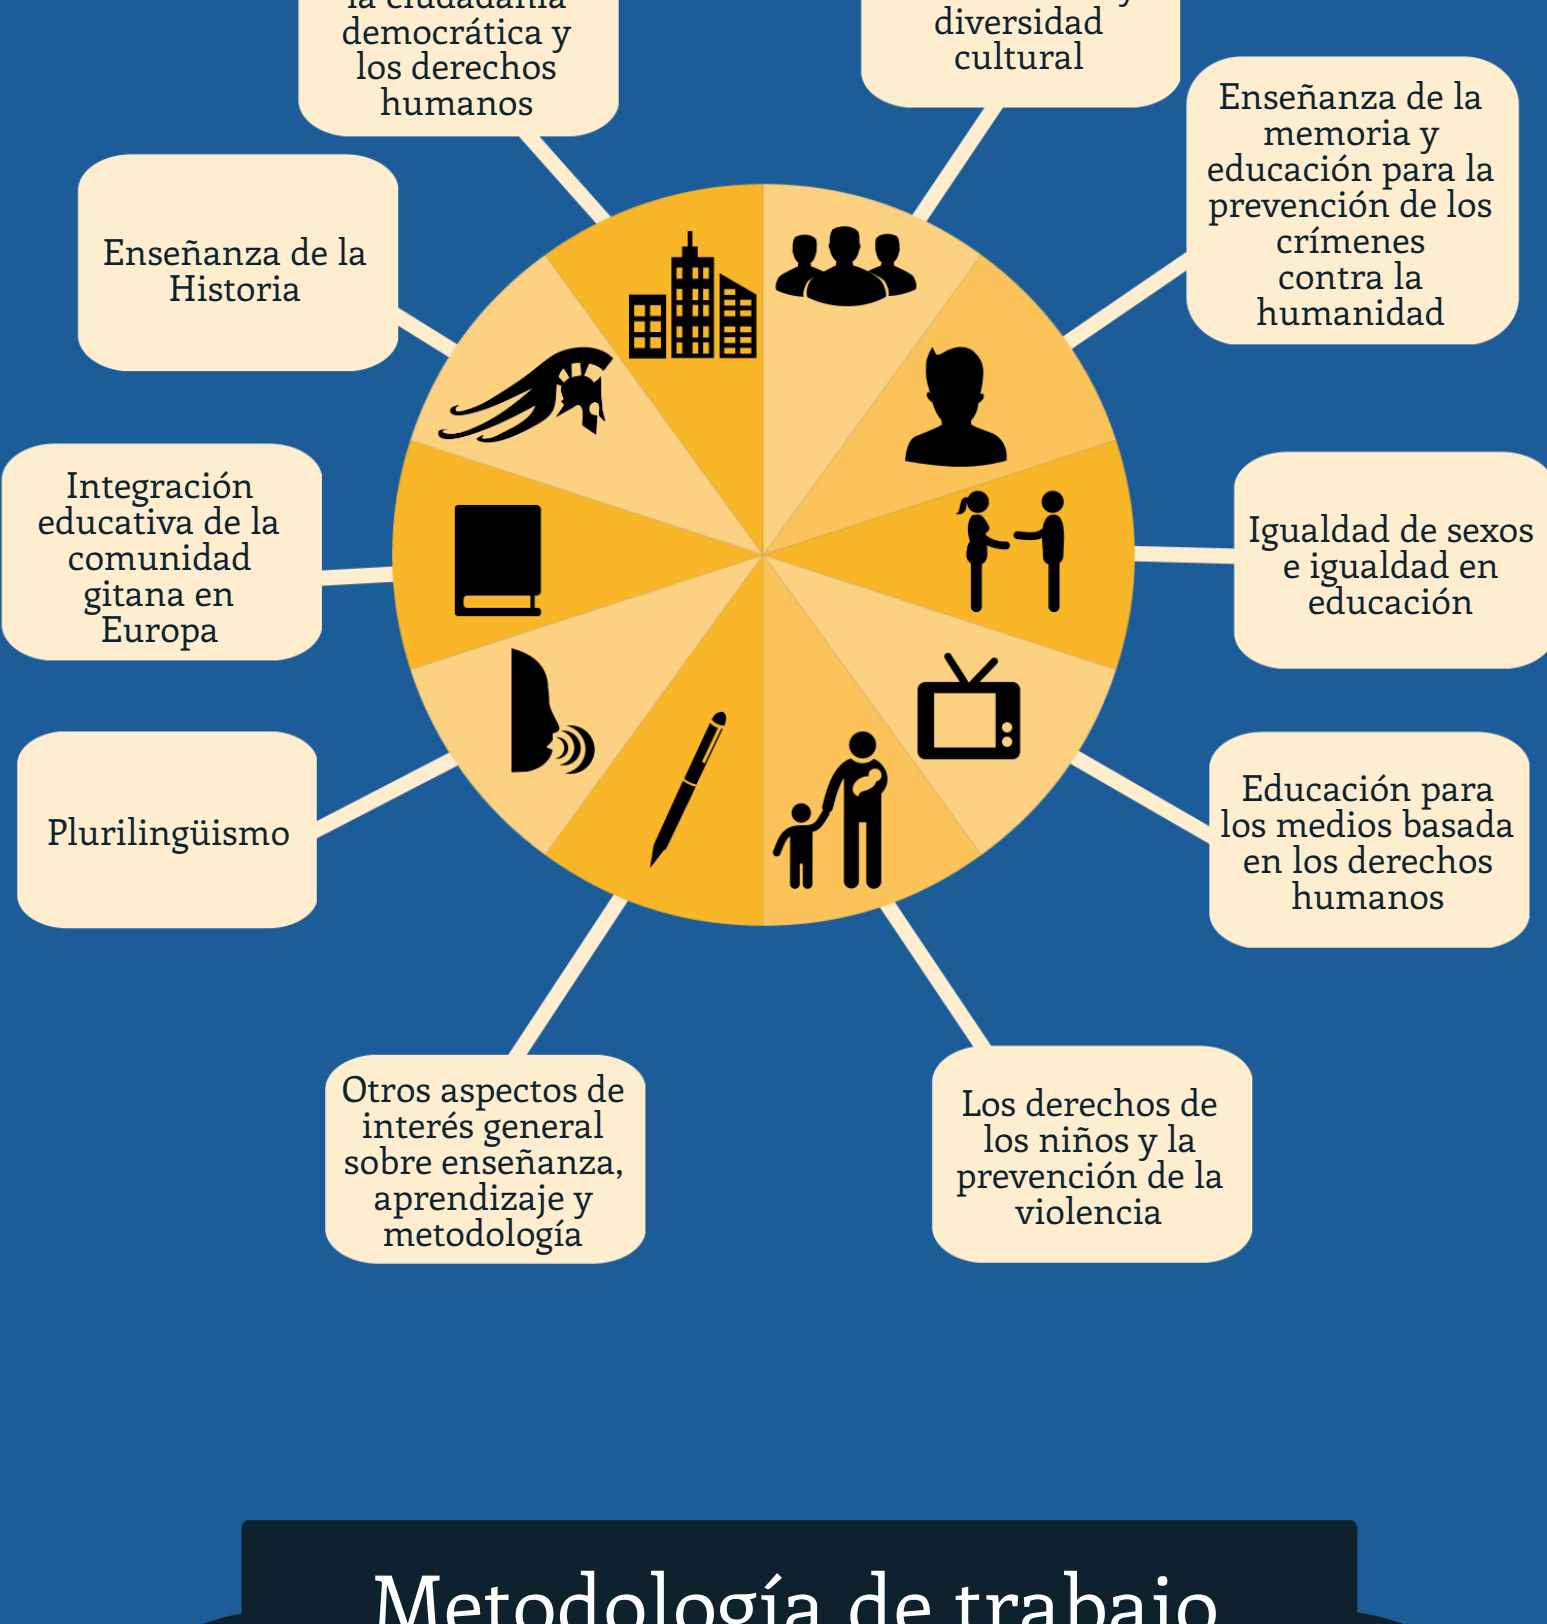 la ciudadanía
democrática y
los derechos
humanos
diversidad
cultural
Enseñanza de la
memoria y
educación para la
prevención de los
crímenes
contra la
humanidad
Enseñanza de la
Historia
Integración
educativa de la
comunidad
gitana en
Europa
Igualdad de sexos
e igualdad en
educación
Plurilingüismo
Educación para
los medios basada
en los derechos
humanos
Otros aspectos de
interés general
sobre enseñanza,
aprendizaje y
metodología
Los derechos de
los niños y la
prevención de la
violencia
Metodología de trabajo